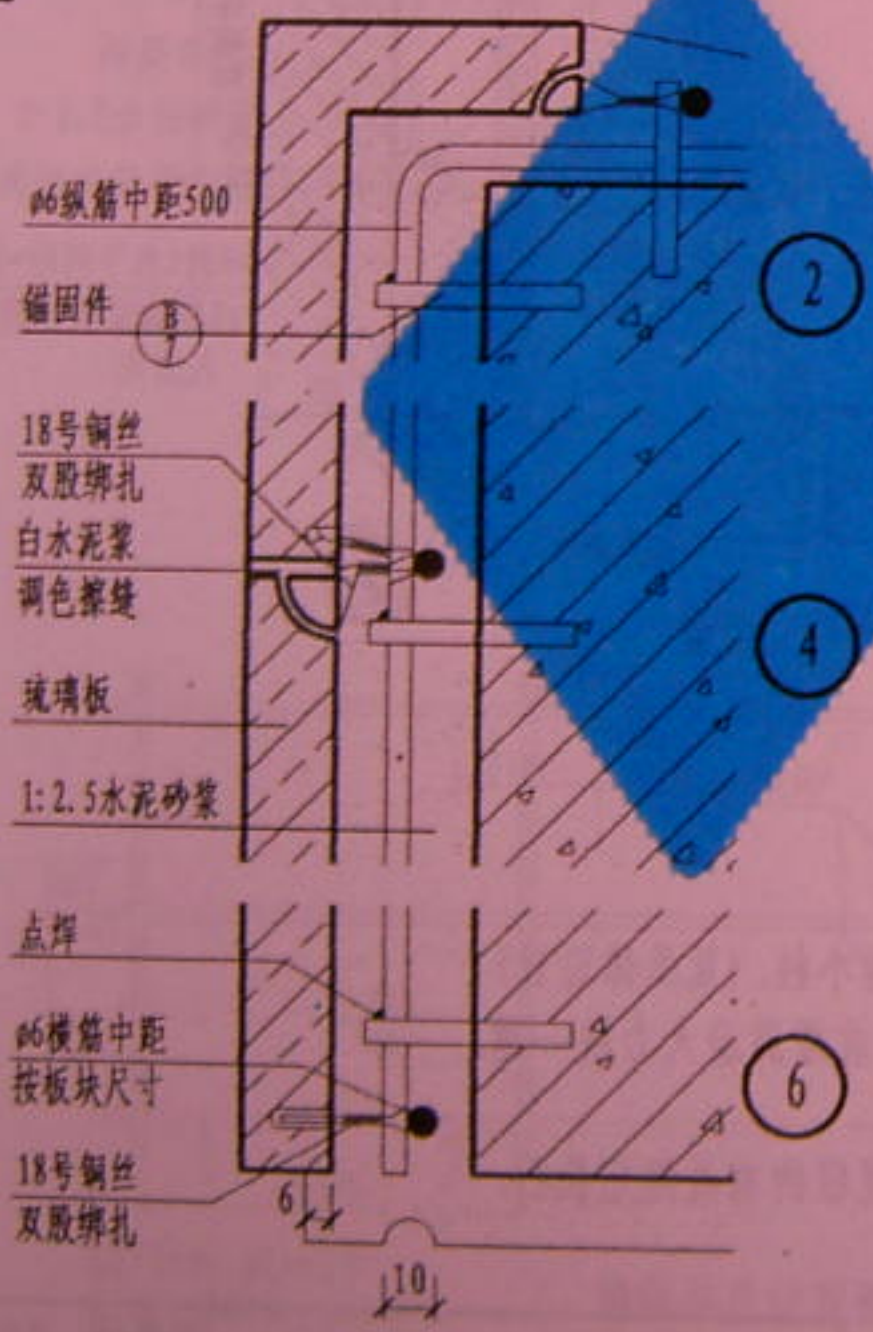 ø6纵筋中距500
2
锚固件
B
7
18号铜丝
双股绑扎
白水泥浆
调色擦缝
4
琉璃板
1:2.5水泥砂浆
点焊
ø6横筋中距
按板块尺寸
6
18号铜丝
双股绑扎
6
10